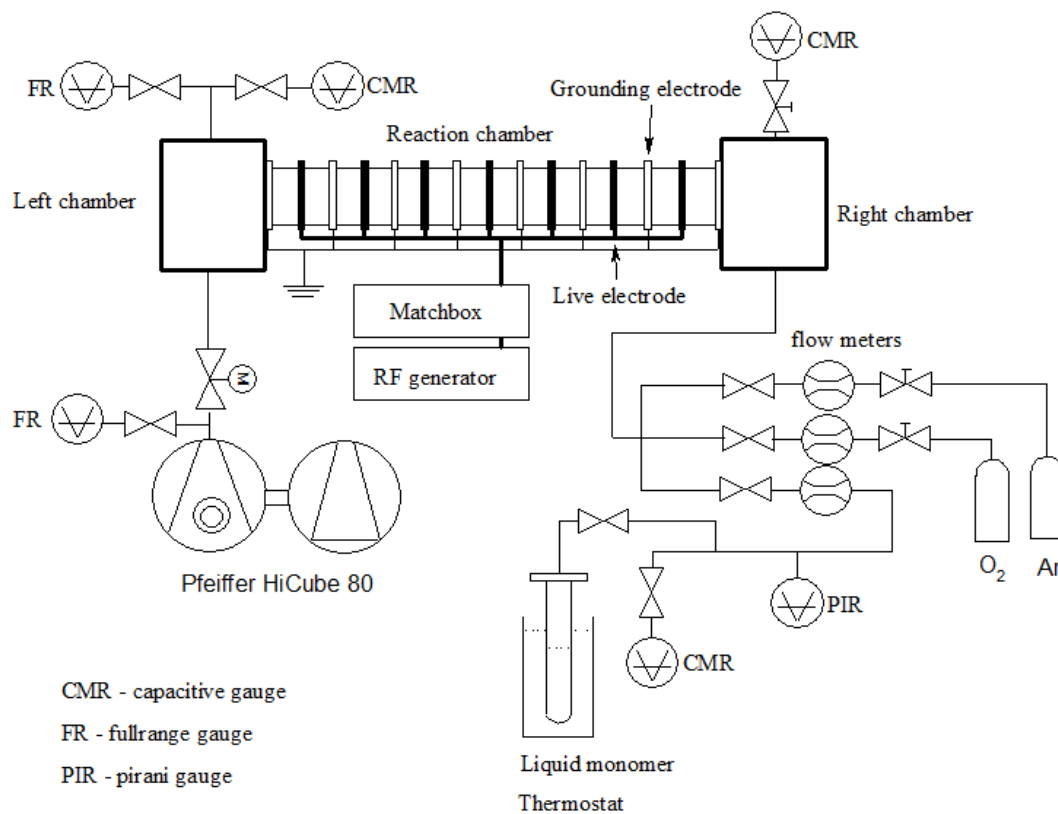 CMR
FR
CMR
Grounding electrode
Reaction chamber
Left chamber
Right chamber
Live electrode
Matchbox
flow meters
RF generator
M
FR
O2
Ar
Pfeiffer HiCube 80
PIR
CMR
CMR - capacitive gauge
FR - fullrange gauge
PIR - pirani gauge
Liquid monomer
Thermostat